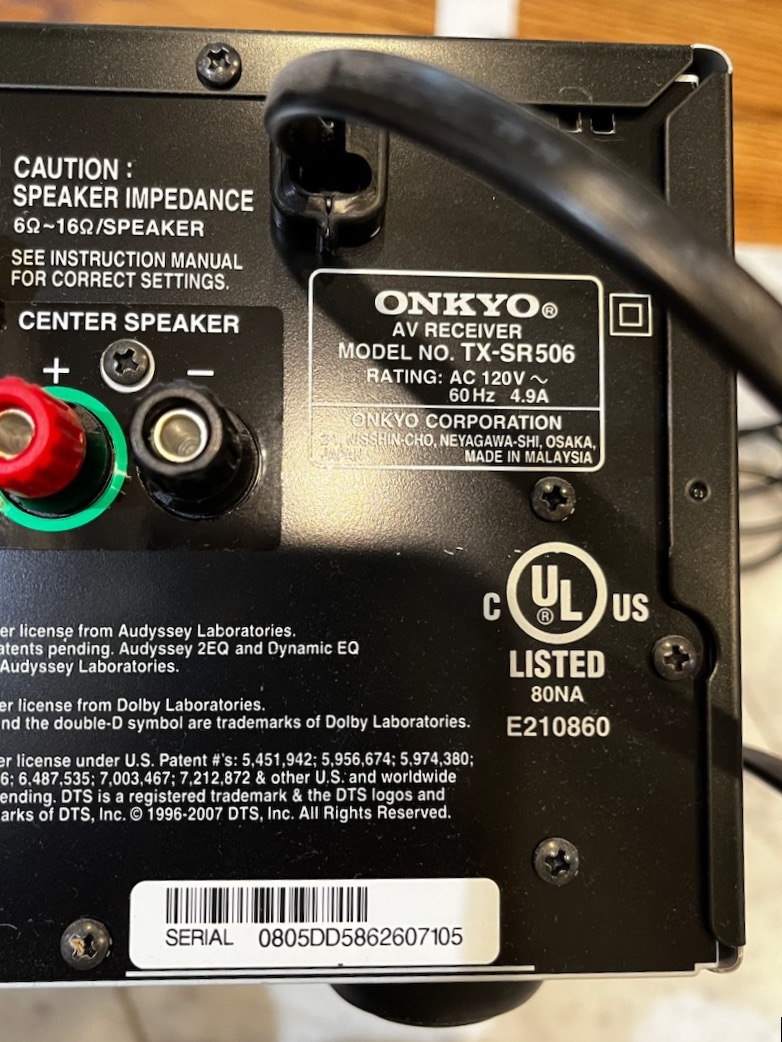 CAUTION :
SPEAKER IMPEDANCE
6Ω~16Ω/SPEAKER
SEE INSTRUCTION MANUAL
FOR CORRECT SETTINGS.
CENTER SPEAKER
+ −
ONKYO®
AV RECEIVER
MODEL NO. TX-SR506
RATING: AC 120V ~
60 Hz 4.9A
ONKYO CORPORATION
NISSHIN-CHO, NEYAGAWA-SHI, OSAKA,
JAPAN MADE IN MALAYSIA
C UL® US
LISTED
80NA
E210860
er license from Audyssey Laboratories.
atents pending. Audyssey 2EQ and Dynamic EQ
Audyssey Laboratories.
er license from Dolby Laboratories.
nd the double-D symbol are trademarks of Dolby Laboratories.
er license under U.S. Patent #'s: 5,451,942; 5,956,674; 5,974,380;
6; 6,487,535; 7,003,467; 7,212,872 & other U.S. and worldwide
ending. DTS is a registered trademark & the DTS logos and
arks of DTS, Inc. © 1996-2007 DTS, Inc. All Rights Reserved.
SERIAL 0805DD5862607105